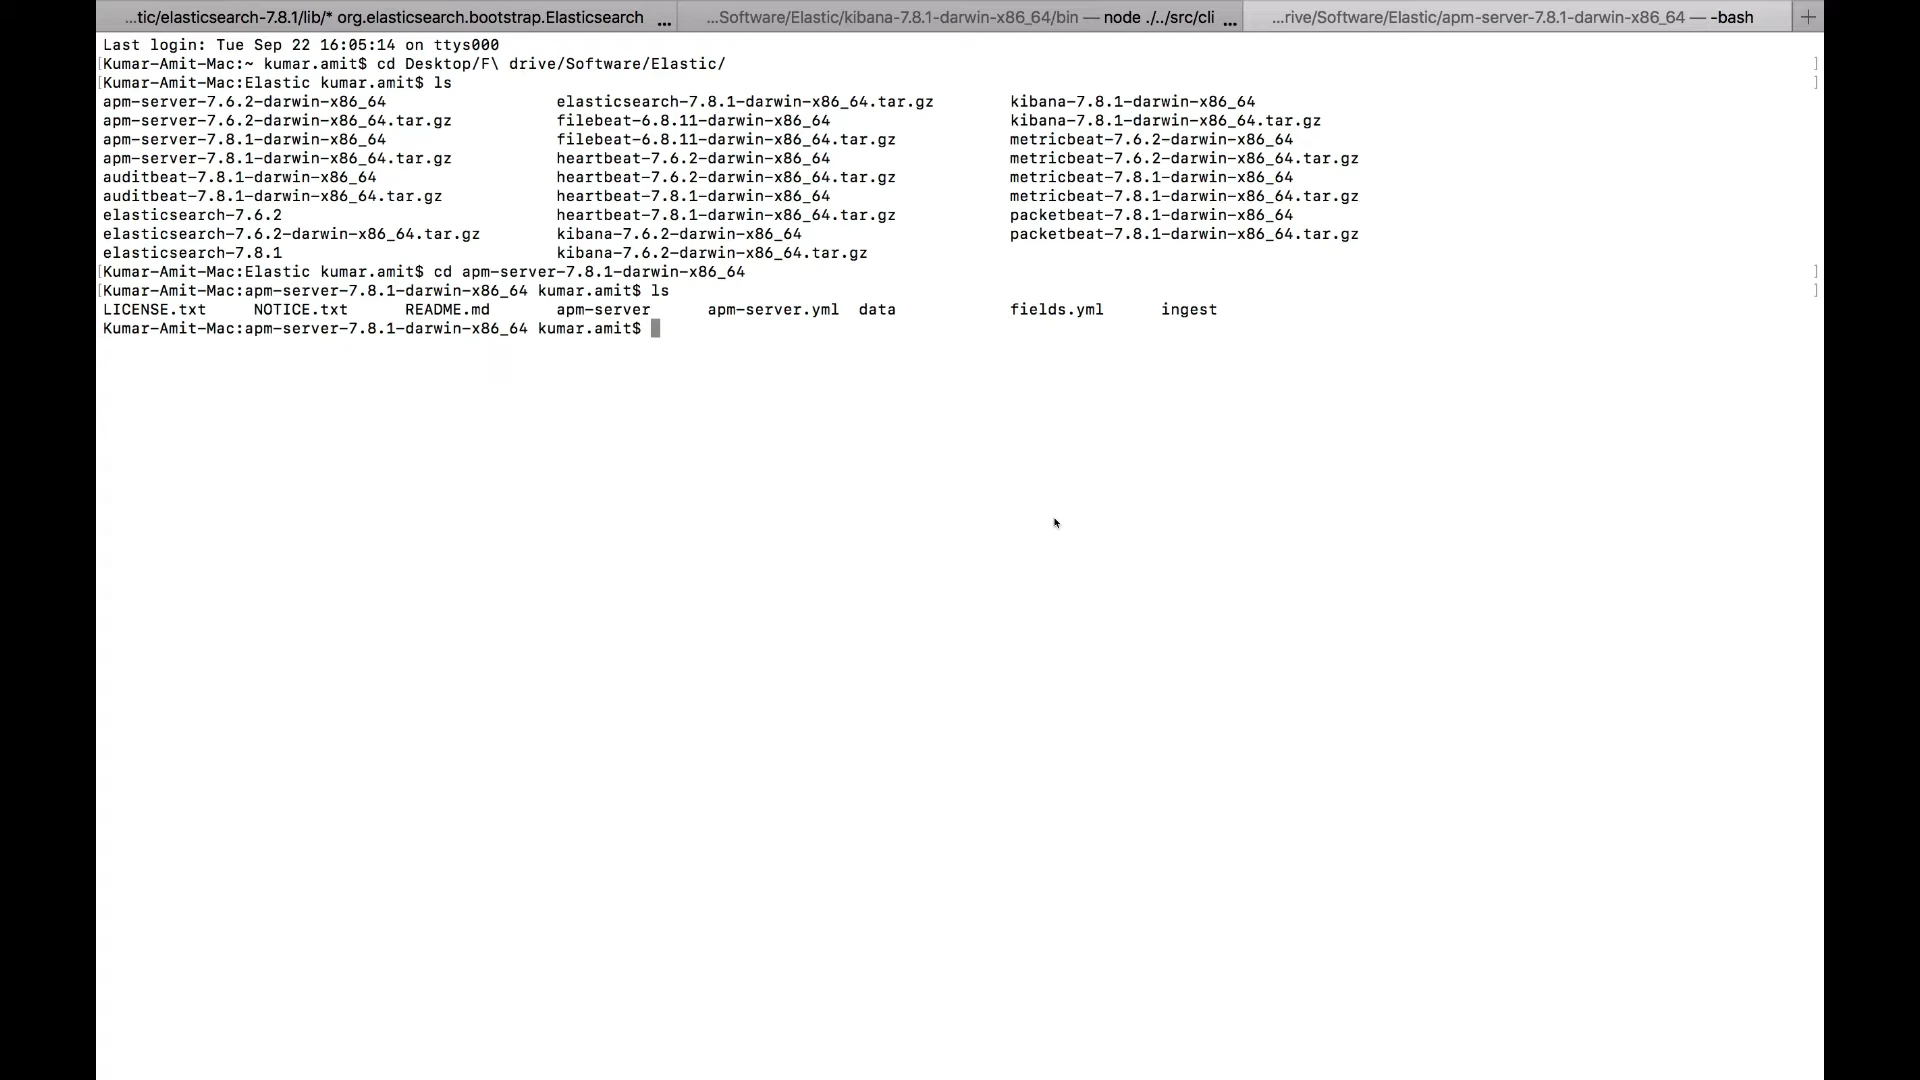 ...tic/elasticsearch-7.8.1/lib/* org.elasticsearch.bootstrap.Elasticsearch ... ...Software/Elastic/kibana-7.8.1-darwin-x86_64/bin — node ./../src/cli ... ...rive/Software/Elastic/apm-server-7.8.1-darwin-x86_64 — -bash +
Last login: Tue Sep 22 16:05:14 on ttys000
[Kumar-Amit-Mac:~ kumar.amit$ cd Desktop/F\ drive/Software/Elastic/ ]
[Kumar-Amit-Mac:Elastic kumar.amit$ ls ]
apm-server-7.6.2-darwin-x86_64 elasticsearch-7.8.1-darwin-x86_64.tar.gz kibana-7.8.1-darwin-x86_64
apm-server-7.6.2-darwin-x86_64.tar.gz filebeat-6.8.11-darwin-x86_64 kibana-7.8.1-darwin-x86_64.tar.gz
apm-server-7.8.1-darwin-x86_64 filebeat-6.8.11-darwin-x86_64.tar.gz metricbeat-7.6.2-darwin-x86_64
apm-server-7.8.1-darwin-x86_64.tar.gz heartbeat-7.6.2-darwin-x86_64 metricbeat-7.6.2-darwin-x86_64.tar.gz
auditbeat-7.8.1-darwin-x86_64 heartbeat-7.6.2-darwin-x86_64.tar.gz metricbeat-7.8.1-darwin-x86_64
auditbeat-7.8.1-darwin-x86_64.tar.gz heartbeat-7.8.1-darwin-x86_64 metricbeat-7.8.1-darwin-x86_64.tar.gz
elasticsearch-7.6.2 heartbeat-7.8.1-darwin-x86_64.tar.gz packetbeat-7.8.1-darwin-x86_64
elasticsearch-7.6.2-darwin-x86_64.tar.gz kibana-7.6.2-darwin-x86_64 packetbeat-7.8.1-darwin-x86_64.tar.gz
elasticsearch-7.8.1 kibana-7.6.2-darwin-x86_64.tar.gz
[Kumar-Amit-Mac:Elastic kumar.amit$ cd apm-server-7.8.1-darwin-x86_64 ]
[Kumar-Amit-Mac:apm-server-7.8.1-darwin-x86_64 kumar.amit$ ls ]
LICENSE.txt NOTICE.txt README.md apm-server apm-server.yml data fields.yml ingest
Kumar-Amit-Mac:apm-server-7.8.1-darwin-x86_64 kumar.amit$